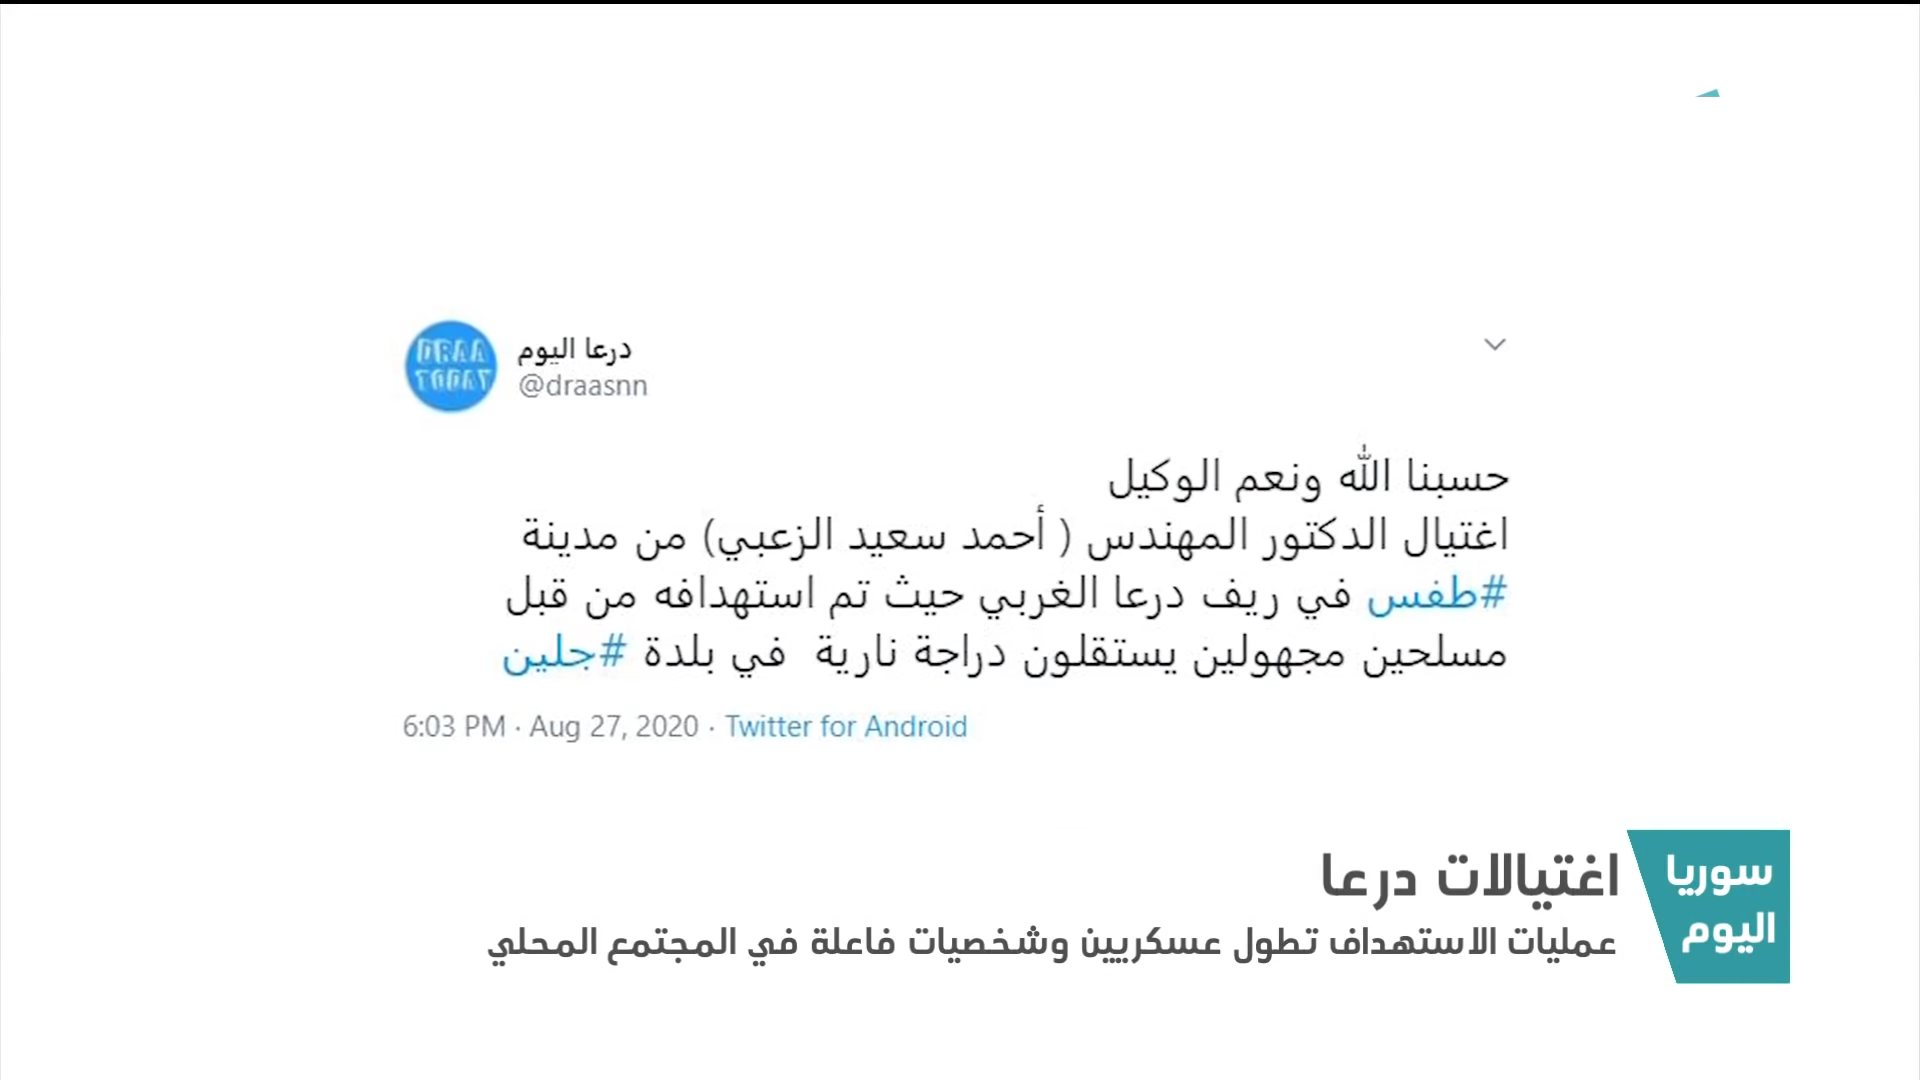 DRAA
TODAY
درعا اليوم
@draasnn
حسبنا الله ونعم الوكيل
اغتيال الدكتور المهندس ( أحمد سعيد الزعبي) من مدينة
#طفس في ريف درعا الغربي حيث تم استهدافه من قبل
مسلحين مجهولين يستقلون دراجة نارية في بلدة #جلين
6:03 PM · Aug 27, 2020 · Twitter for Android
سوريا
اليوم
اغتيالات درعا
عمليات الاستهداف تطول عسكريين وشخصيات فاعلة في المجتمع المحلي